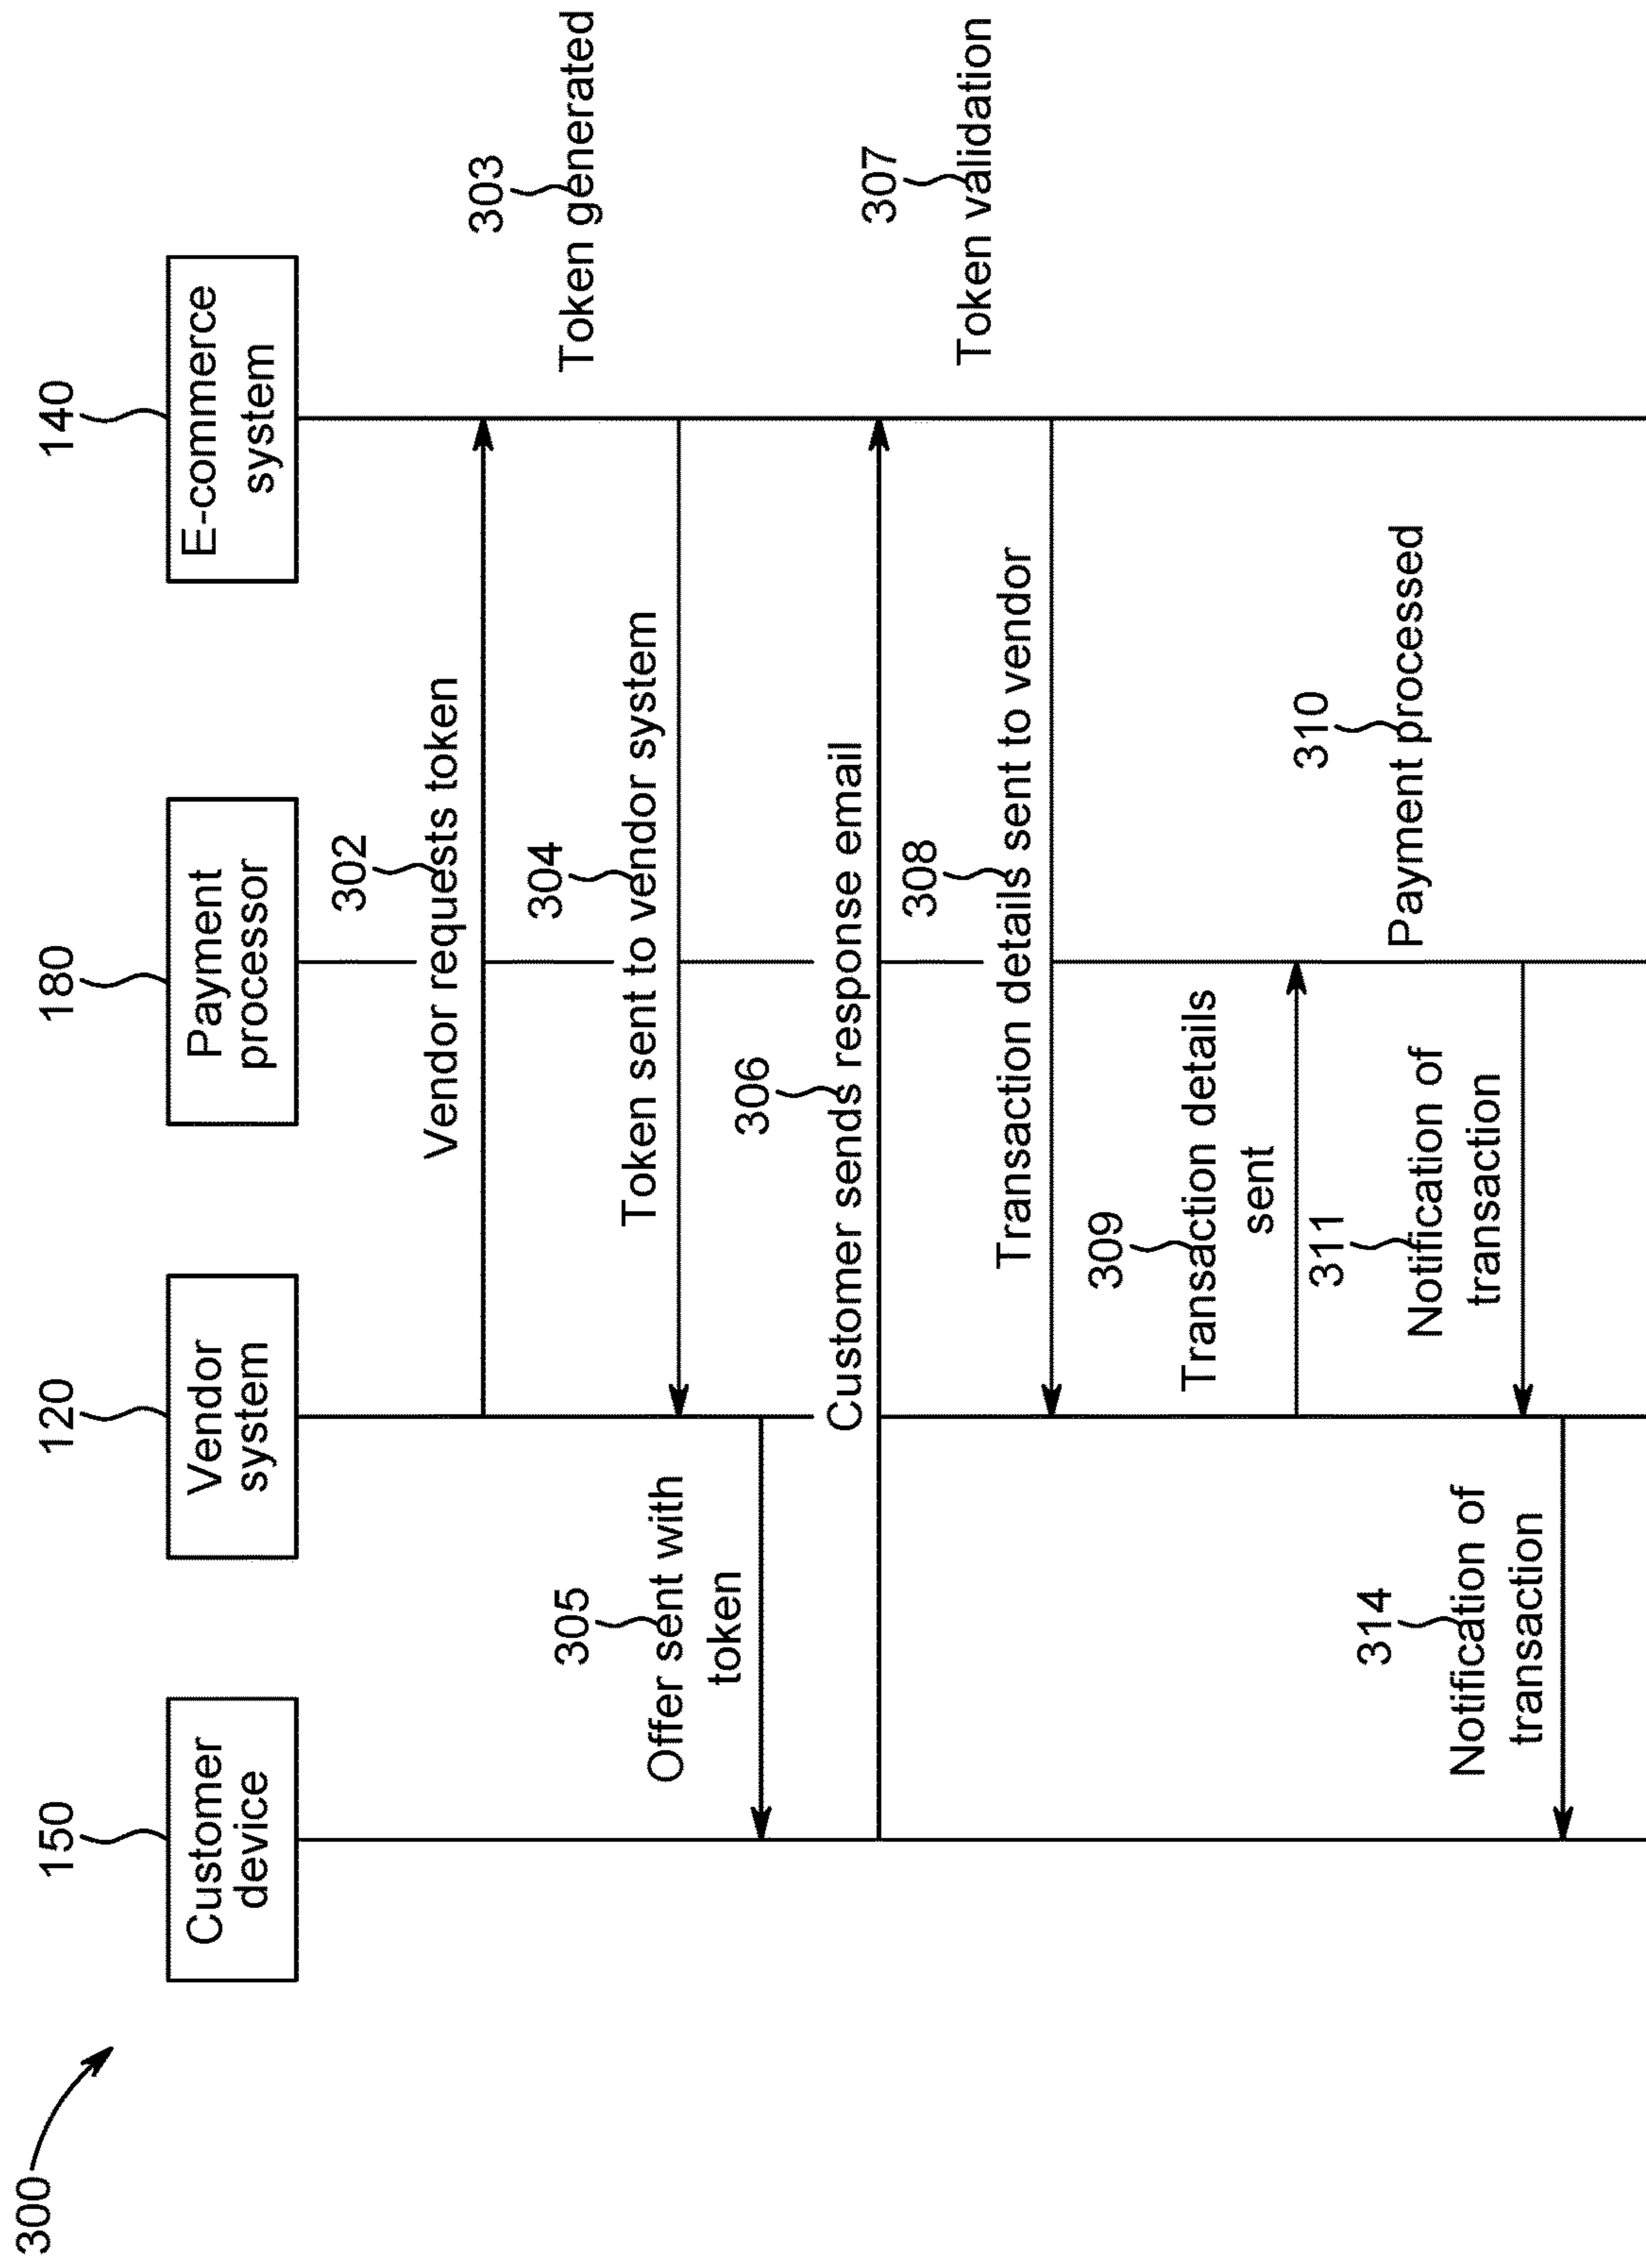 300
150
120
180
140
Customer
device
Vendor
system
Payment
processor
E-commerce
system
302
Vendor requests token
303
Token generated
304
Token sent to vendor system
305
Offer sent with
token
306
Customer sends response email
307
Token validation
308
Transaction details sent to vendor
309
Transaction details
sent
310
Payment processed
311
Notification of
transaction
314
Notification of
transaction